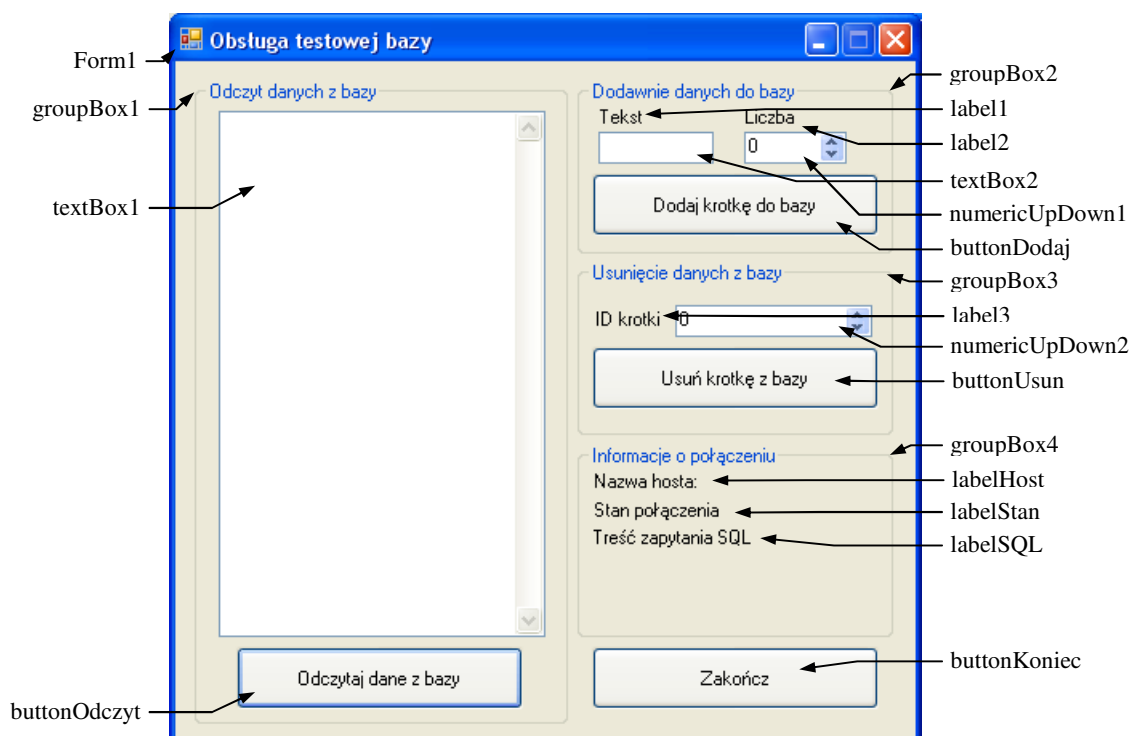 Obsługa testowej bazy
Form1
groupBox1
textBox1
buttonOdczyt
Odczyt danych z bazy
Odczytaj dane z bazy
Dodawnie danych do bazy
Tekst
Liczba
0
Dodaj krotkę do bazy
Usunięcie danych z bazy
ID krotki
0
Usuń krotkę z bazy
Informacje o połączeniu
Nazwa hosta:
Stan połączenia
Treść zapytania SQL
Zakończ
groupBox2
label1
label2
textBox2
numericUpDown1
buttonDodaj
groupBox3
label3
numericUpDown2
buttonUsun
groupBox4
labelHost
labelStan
labelSQL
buttonKoniec